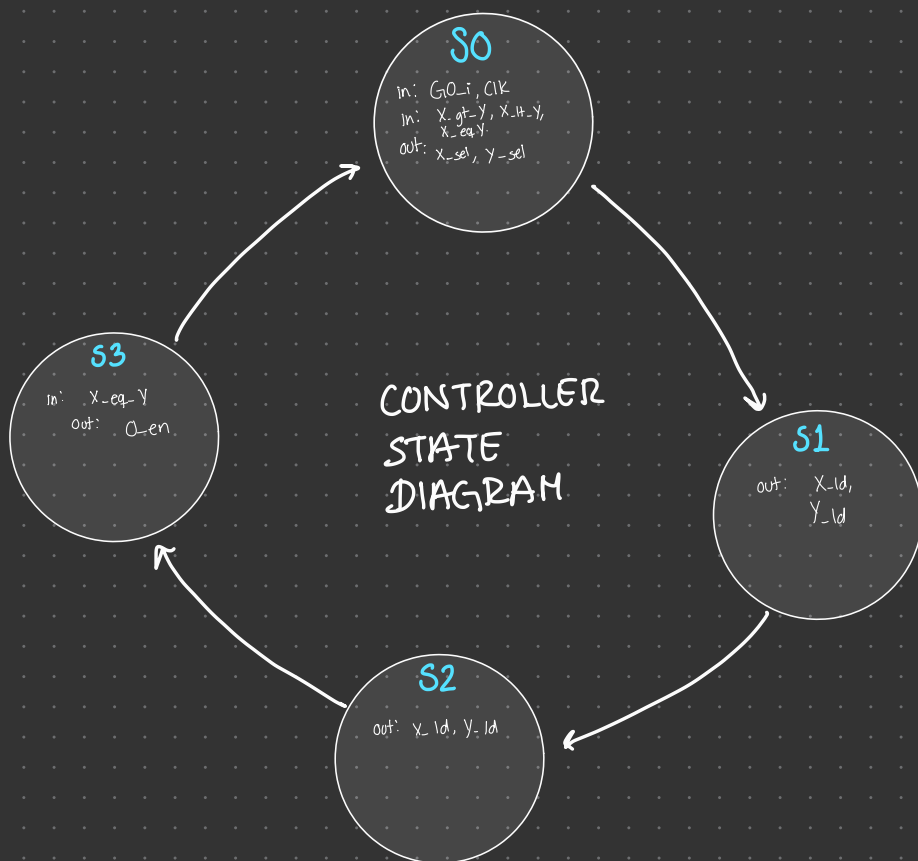 S0
in: GO_i, Clk
in: X_gt_Y, X_lt_Y,
X_eq_Y
out:
X_sel, Y_sel
S3
in: X_eq_Y
out: O_en
CONTROLLER
STATE
DIAGRAM
S1
out: X_ld,
Y_ld
S2
out: X_ld, Y_ld